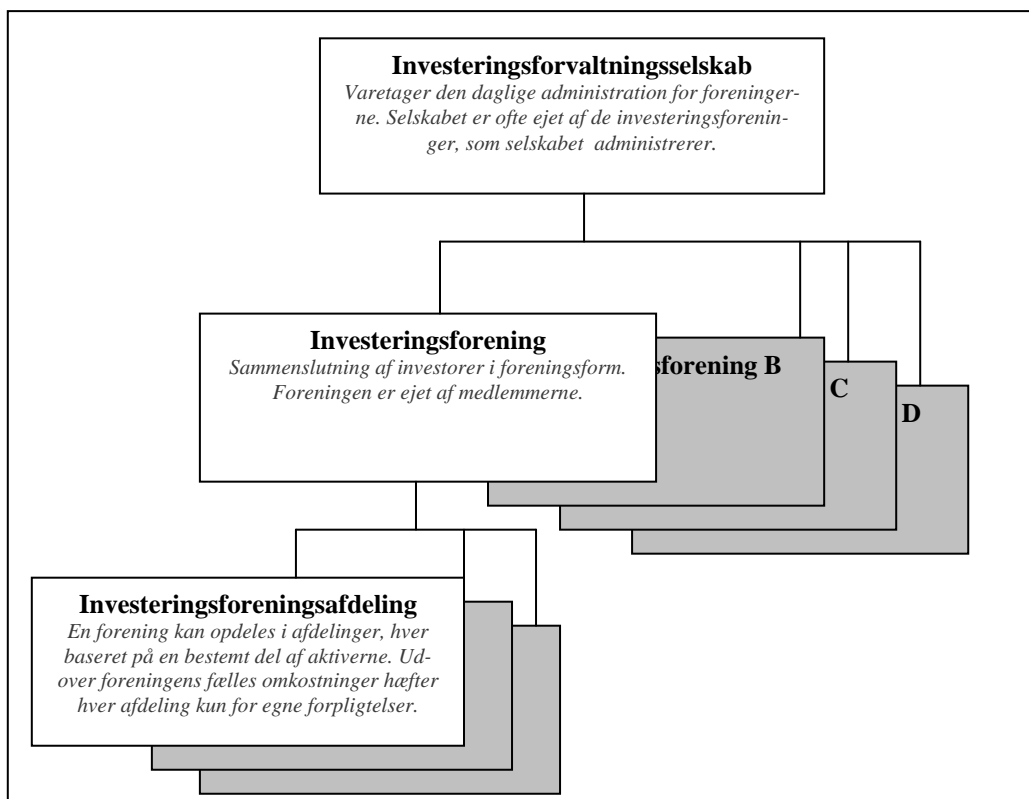 Investeringsforvaltningsselskab
Varetager den daglige administration for foreninger-
ne. Selskabet er ofte ejet af de investeringsforenin-
ger, som selskabet administrerer.
Investeringsforening
Sammenslutning af investorer i foreningsform.
Foreningen er ejet af medlemmerne.
sforening B
C
D
Investeringsforeningsafdeling
En forening kan opdeles i afdelinger, hver
baseret på en bestemt del af aktiverne. Ud-
over foreningens fælles omkostninger hæfter
hver afdeling kun for egne forpligtelser.